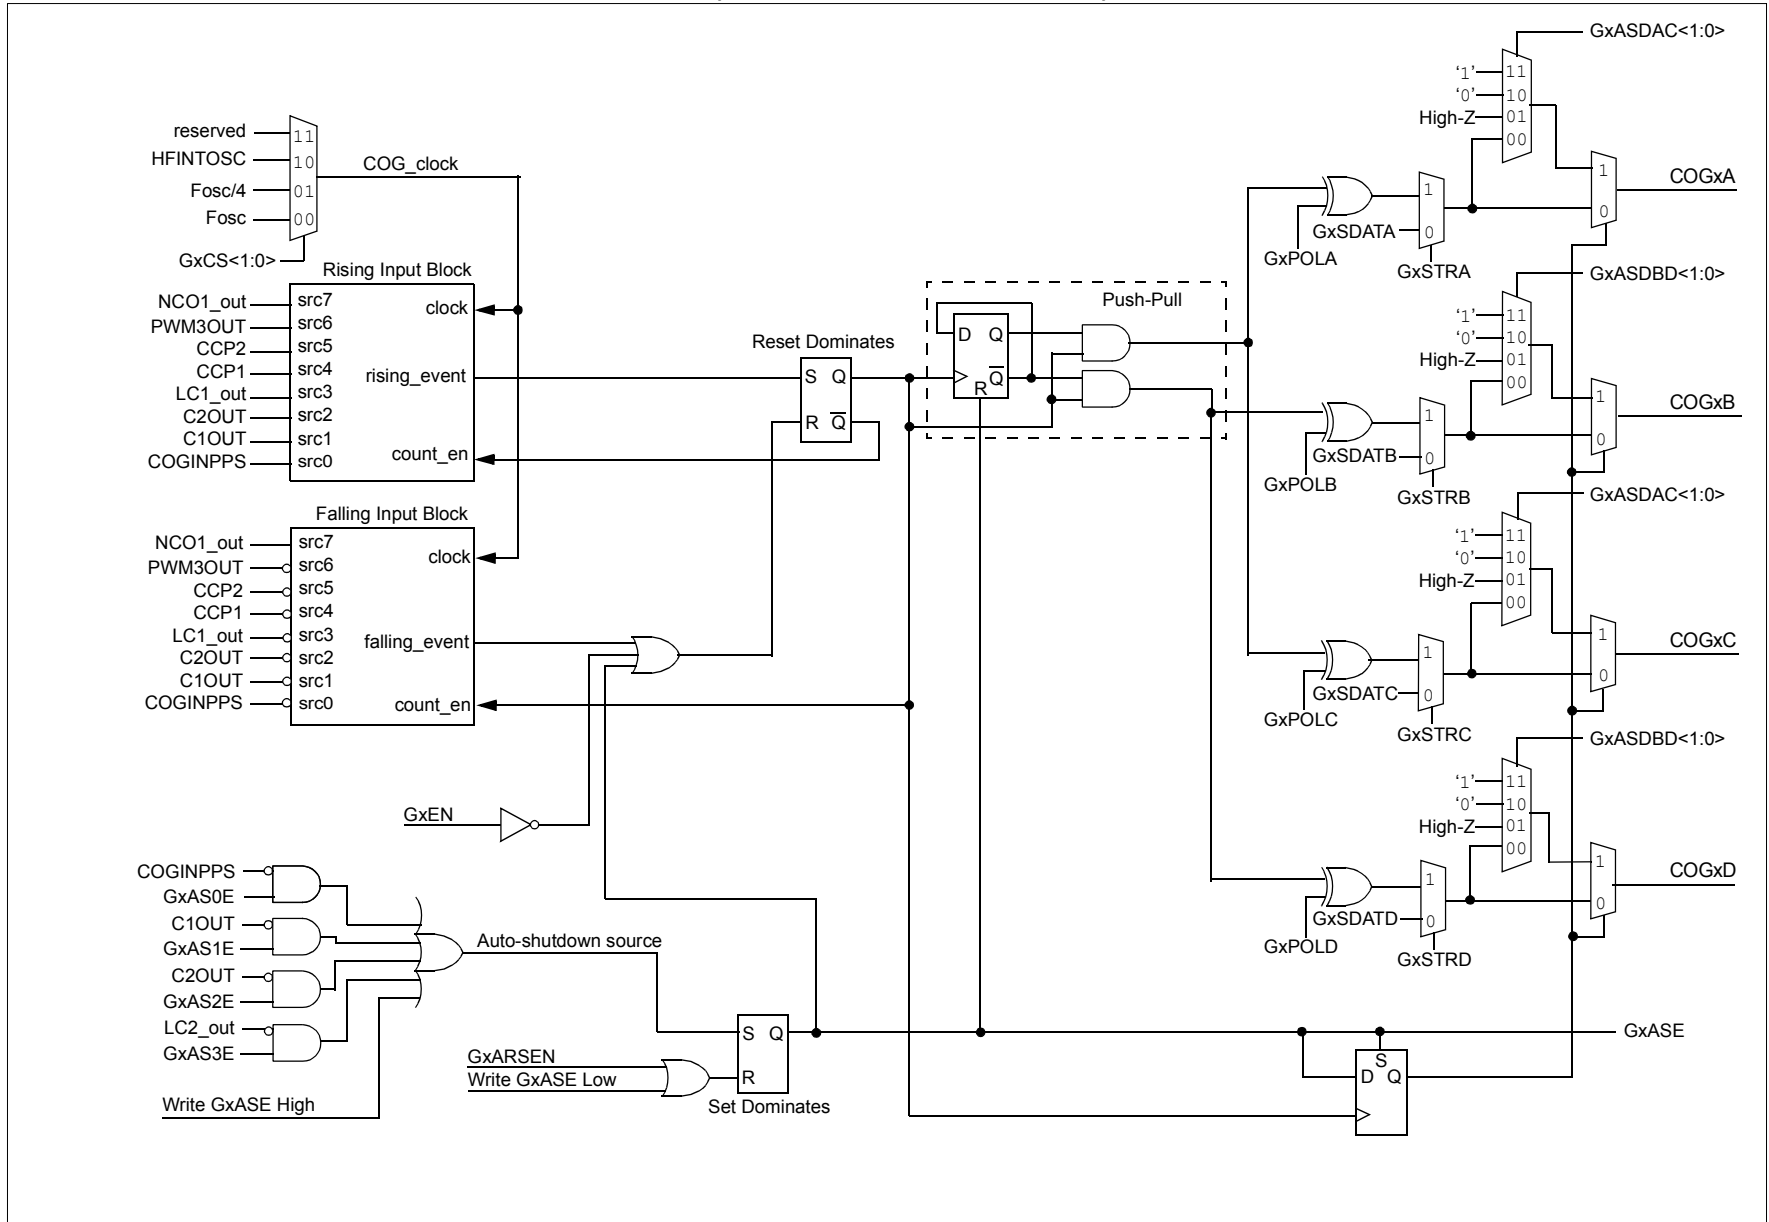 GxASDAC<1:0>
'1' 11
'0' 10
High-Z 01
00
1
0
COGxA
reserved 11
HFINTOSC 10
Fosc/4 01
Fosc 00
GxCS<1:0>
COG_clock
Rising Input Block
NCO1_out src7
PWM3OUT src6
CCP2 src5
CCP1 src4
LC1_out src3
C2OUT src2
C1OUT src1
COGINPPS src0
clock
rising_event
count_en
Reset Dominates
S Q
R Q
Push-Pull
D Q
Q
R
GxPOLA
GxSDATA
1
0
GxSTRA
GxASDBD<1:0>
'1' 11
'0' 10
High-Z 01
00
1
0
COGxB
GxPOLB
GxSDATB
1
0
GxSTRB
Falling Input Block
NCO1_out src7
PWM3OUT src6
CCP2 src5
CCP1 src4
LC1_out src3
C2OUT src2
C1OUT src1
COGINPPS src0
clock
falling_event
count_en
GxASDAC<1:0>
'1' 11
'0' 10
High-Z 01
00
1
0
COGxC
GxPOLC
GxSDATC
1
0
GxSTRC
GxASDBD<1:0>
'1' 11
'0' 10
High-Z 01
00
1
0
COGxD
GxPOLD
GxSDATD
1
0
GxSTRD
GxEN
COGINPPS
GxAS0E
C1OUT
GxAS1E
C2OUT
GxAS2E
LC2_out
GxAS3E
Write GxASE High
Auto-shutdown source
GxARSEN
Write GxASE Low
S Q
R
Set Dominates
GxASE
S
D Q